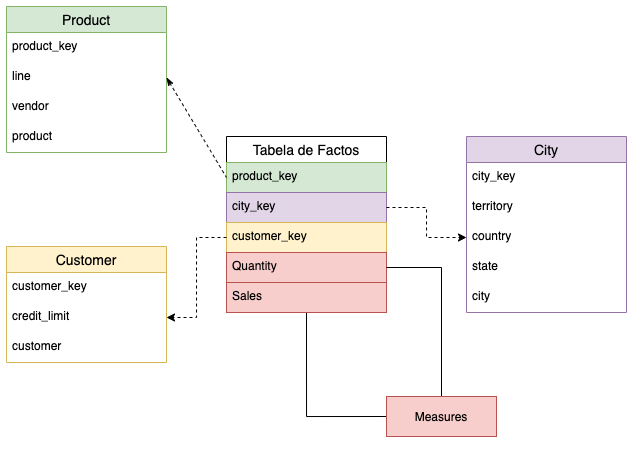 Product
product_key
line
vendor
product
Tabela de Factos
product_key
city_key
customer_key
Quantity
Sales
City
city_key
territory
country
state
city
Customer
customer_key
credit_limit
customer
Measures